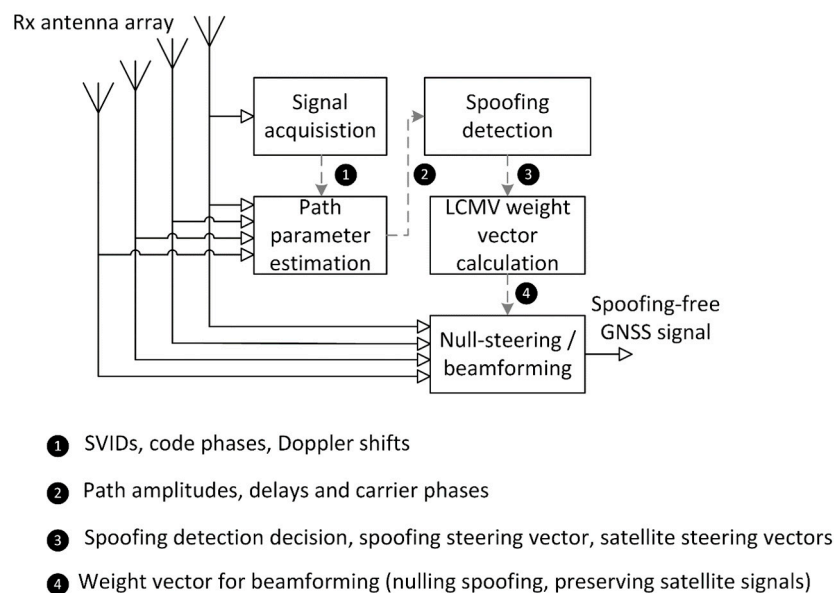 Rx antenna array
Signal
acquisistion
Spoofing
detection
1
2
3
Path
parameter
estimation
LCMV weight
vector
calculation
4
Spoofing-free
GNSS signal
Null-steering /
beamforming
1 SVIDs, code phases, Doppler shifts
2 Path amplitudes, delays and carrier phases
3 Spoofing detection decision, spoofing steering vector, satellite steering vectors
4 Weight vector for beamforming (nulling spoofing, preserving satellite signals)